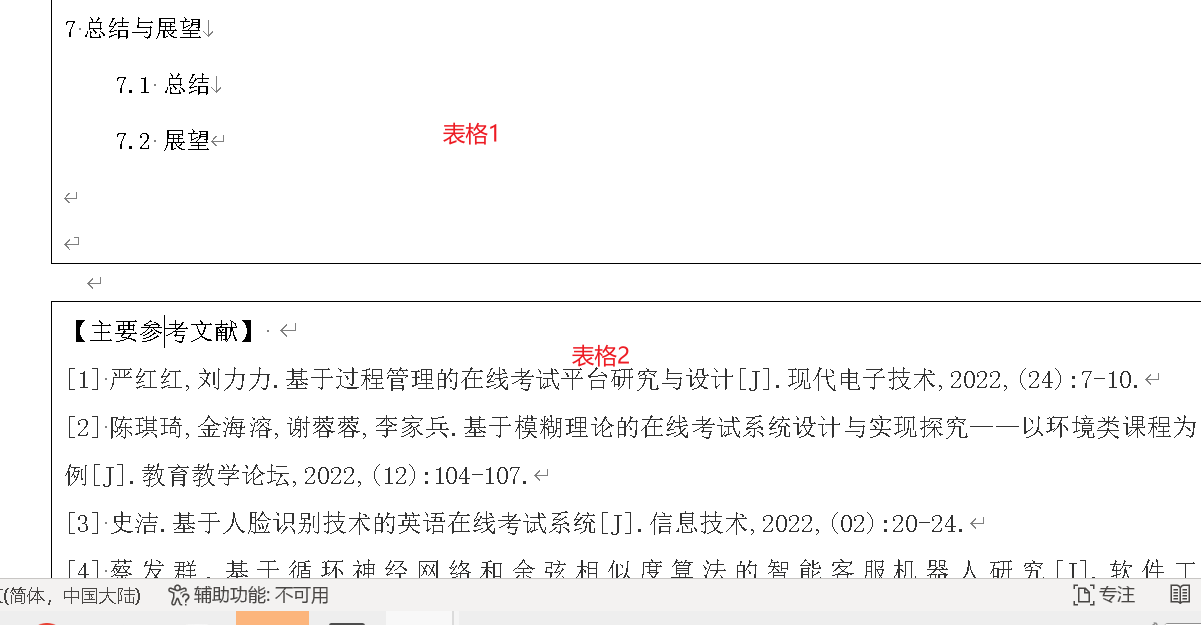 7 总结与展望
7.1 总结
7.2 展望
表格1
【主要参考文献】
表格2
[1] 严红红,刘力力.基于过程管理的在线考试平台研究与设计[J].现代电子技术,2022,(24):7-10.
[2] 陈琪琦,金海溶,谢蓉蓉,李家兵.基于模糊理论的在线考试系统设计与实现探究——以环境类课程为
例[J].教育教学论坛,2022,(12):104-107.
[3] 史洁.基于人脸识别技术的英语在线考试系统[J].信息技术,2022,(02):20-24.
[4] 蔡发群.基于循环神经网络和余弦相似度算法的智能客服机器人研究[J].软件工
(简体，中国大陆) 辅助功能: 不可用 专注